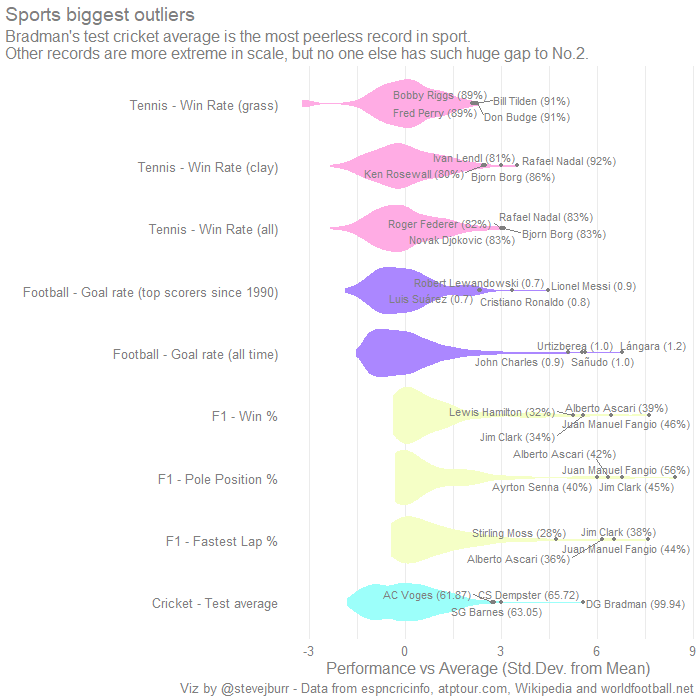 Sports biggest outliers
Bradman's test cricket average is the most peerless record in sport.
Other records are more extreme in scale, but no one else has such huge gap to No.2.
Tennis - Win Rate (grass)
Bobby Riggs (89%)
Bill Tilden (91%)
Fred Perry (89%)
Don Budge (91%)
Tennis - Win Rate (clay)
Ivan Lendl (81%)
Rafael Nadal (92%)
Ken Rosewall (80%)
Bjorn Borg (86%)
Tennis - Win Rate (all)
Rafael Nadal (83%)
Roger Federer (82%)
Bjorn Borg (83%)
Novak Djokovic (83%)
Football - Goal rate (top scorers since 1990)
Robert Lewandowski (0.7)
Lionel Messi (0.9)
Luis Suárez (0.7)
Cristiano Ronaldo (0.8)
Football - Goal rate (all time)
Urtizberea (1.0)
Lángara (1.2)
John Charles (0.9)
Sañudo (1.0)
F1 - Win %
Lewis Hamilton (32%)
Alberto Ascari (39%)
Juan Manuel Fangio (46%)
Jim Clark (34%)
F1 - Pole Position %
Alberto Ascari (42%)
Juan Manuel Fangio (56%)
Ayrton Senna (40%)
Jim Clark (45%)
F1 - Fastest Lap %
Stirling Moss (28%)
Jim Clark (38%)
Juan Manuel Fangio (44%)
Alberto Ascari (36%)
Cricket - Test average
AC Voges (61.87)
CS Dempster (65.72)
DG Bradman (99.94)
SG Barnes (63.05)
-3 0 3 6 9
Performance vs Average (Std.Dev. from Mean)
Viz by @stevejburr - Data from espncricinfo, atptour.com, Wikipedia and worldfootball.net